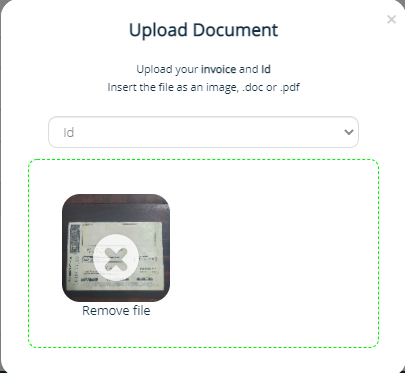 ×
Upload Document
Upload your invoice and Id
Insert the file as an image, .doc or .pdf
Id
Remove file